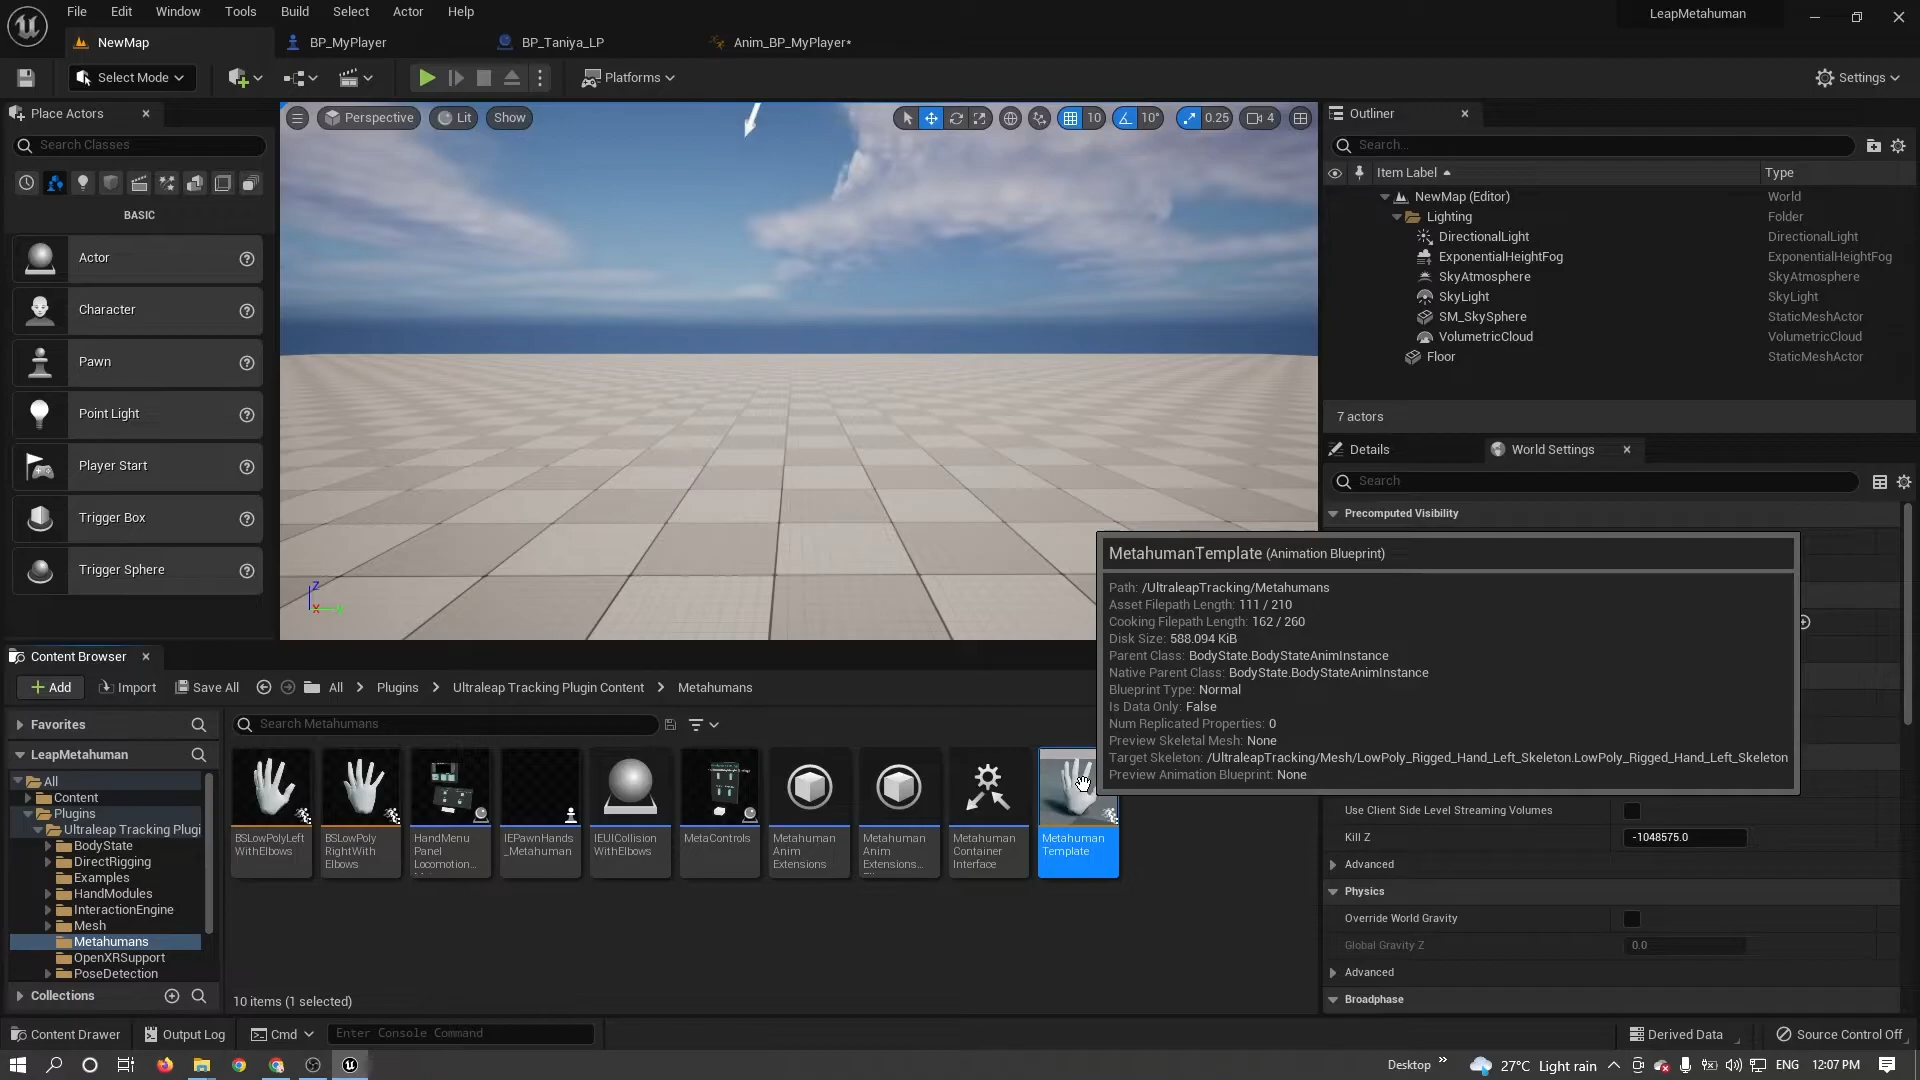 File Edit Window Tools Build Select Actor Help
LeapMetahuman
NewMap
BP_MyPlayer
BP_Taniya_LP
Anim_BP_MyPlayer*
Select Mode
Platforms
Settings
Place Actors
Search Classes
BASIC
Actor
Character
Pawn
Point Light
Player Start
Trigger Box
Trigger Sphere
Perspective
Lit
Show
10
10°
0.25
4
Z
X
Outliner
Search...
Item Label
Type
NewMap (Editor) World
Lighting Folder
DirectionalLight DirectionalLight
ExponentialHeightFog ExponentialHeightFog
SkyAtmosphere SkyAtmosphere
SkyLight SkyLight
SM_SkySphere StaticMeshActor
VolumetricCloud VolumetricCloud
Floor StaticMeshActor
7 actors
Details
World Settings
Search
Precomputed Visibility
MetahumanTemplate (Animation Blueprint)
Path: /UltraleapTracking/Metahumans
Asset Filepath Length: 111 / 210
Cooking Filepath Length: 162 / 260
Disk Size: 588.094 KiB
Parent Class: BodyState.BodyStateAnimInstance
Native Parent Class: BodyState.BodyStateAnimInstance
Blueprint Type: Normal
Is Data Only: False
Num Replicated Properties: 0
Preview Skeletal Mesh: None
Target Skeleton: /UltraleapTracking/Mesh/LowPoly_Rigged_Hand_Left_Skeleton.LowPoly_Rigged_Hand_Left_Skeleton
Preview Animation Blueprint: None
Use Client Side Level Streaming Volumes
Kill Z -1048575.0
Advanced
Physics
Override World Gravity
Global Gravity Z 0.0
Advanced
Broadphase
Content Browser
Add
Import
Save All
All
Plugins
Ultraleap Tracking Plugin Content
Metahumans
Favorites
Search Metahumans
LeapMetahuman
All
Content
Plugins
Ultraleap Tracking Plugi
BodyState
DirectRigging
Examples
HandModules
InteractionEngine
Mesh
Metahumans
OpenXRSupport
PoseDetection
Collections
BSLowPolyLeft
WithElbows
BSLowPoly
RightWith
Elbows
HandMenu
Panel
Locomotion...
IEPawnHands
_Metahuman
IEUICollision
WithElbows
MetaControls
Metahuman
Anim
Extensions
Metahuman
Anim
Extensions...
Metahuman
Container
Interface
Metahuman
Template
10 items (1 selected)
Content Drawer
Output Log
Cmd
Enter Console Command
Derived Data
Source Control Off
Desktop
27°C Light rain
ENG
12:07 PM